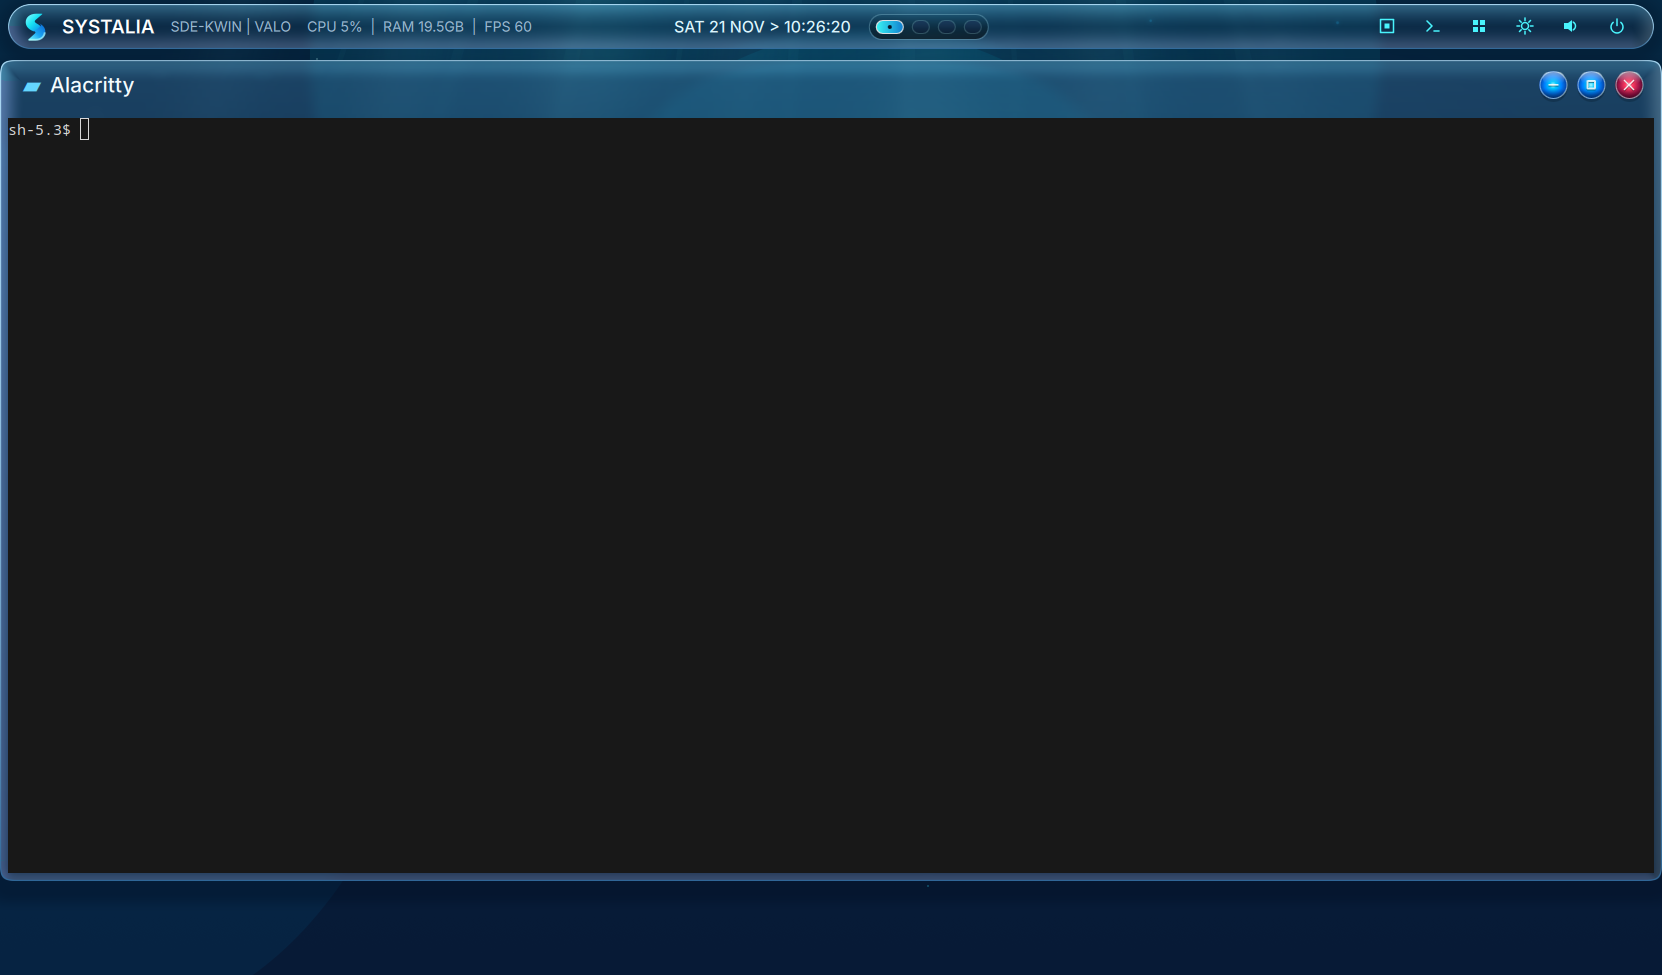 SYSTALIA SDE-KWIN | VALO CPU 5% | RAM 19.5GB | FPS 60 SAT 21 NOV > 10:26:20
Alacritty
sh-5.3$